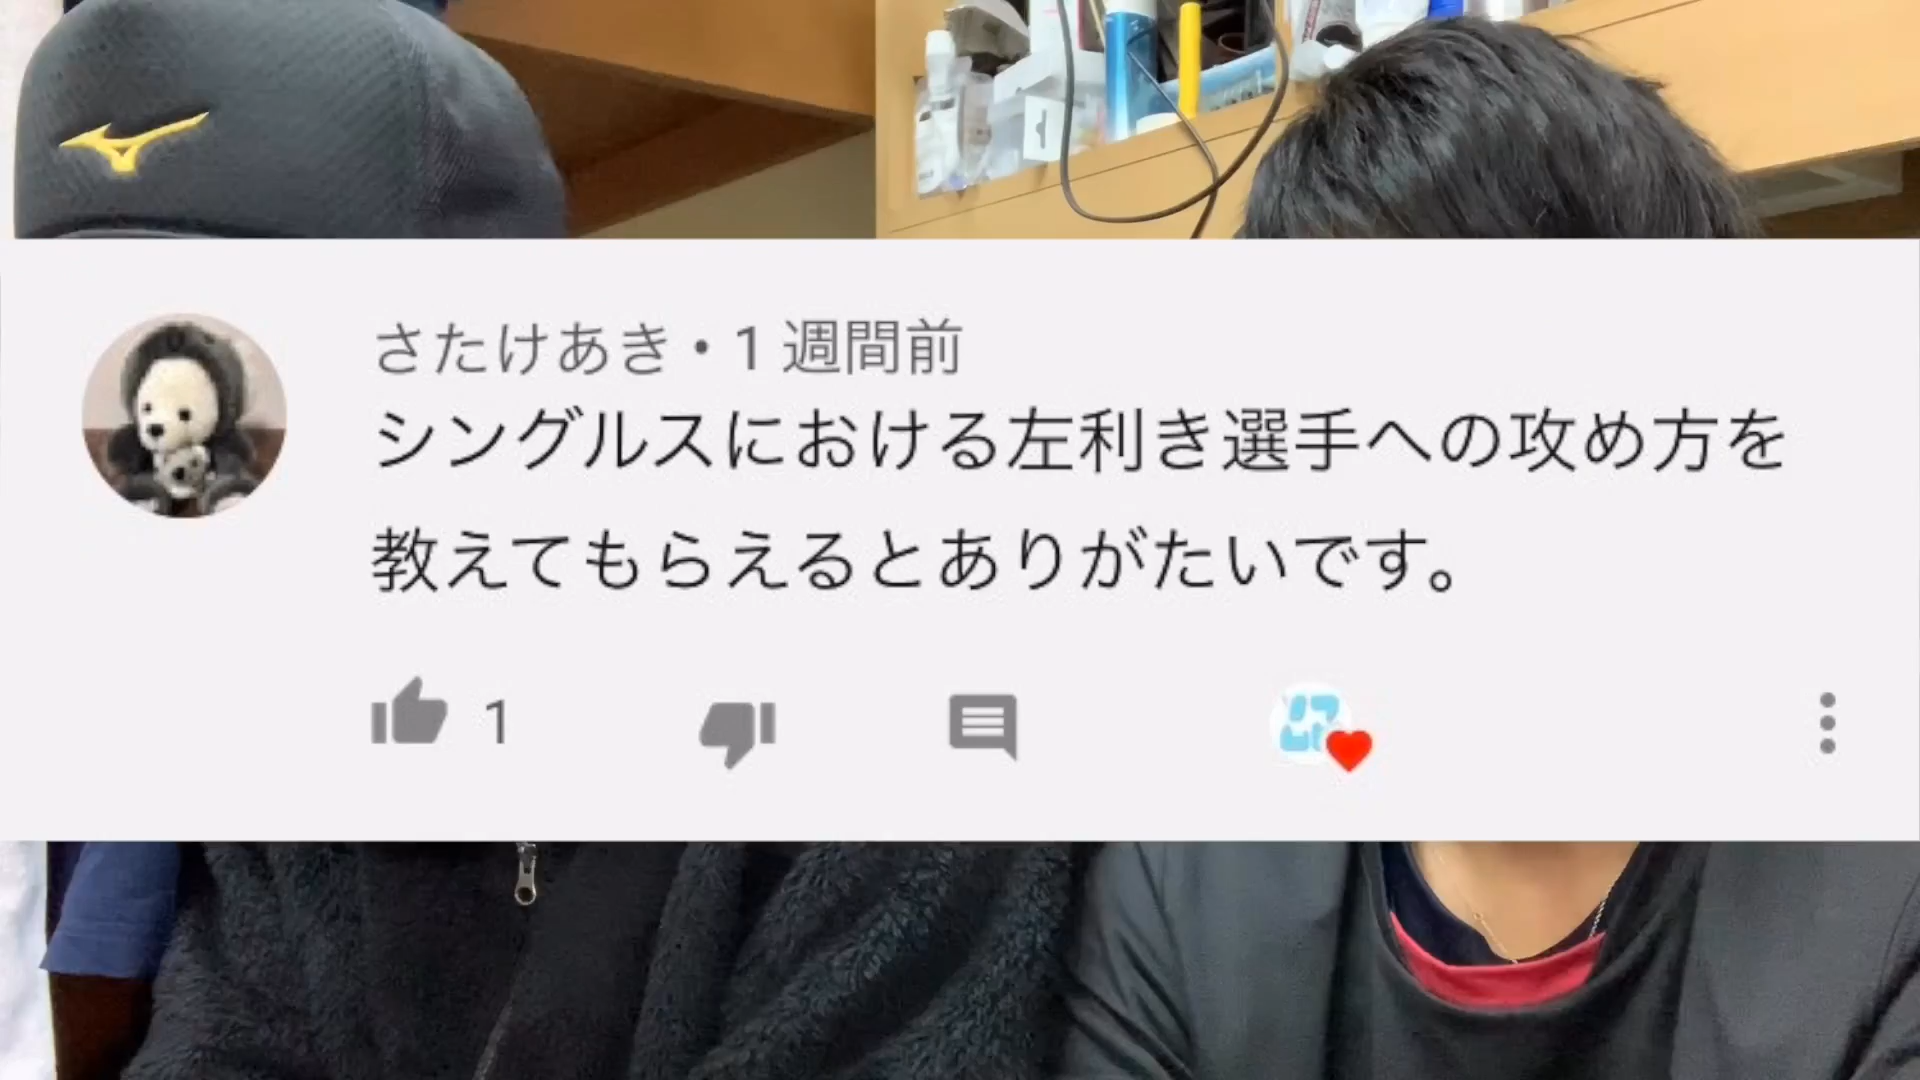 さたけあき・1 週間前
シングルスにおける左利き選手への攻め方を
教えてもらえるとありがたいです。
1